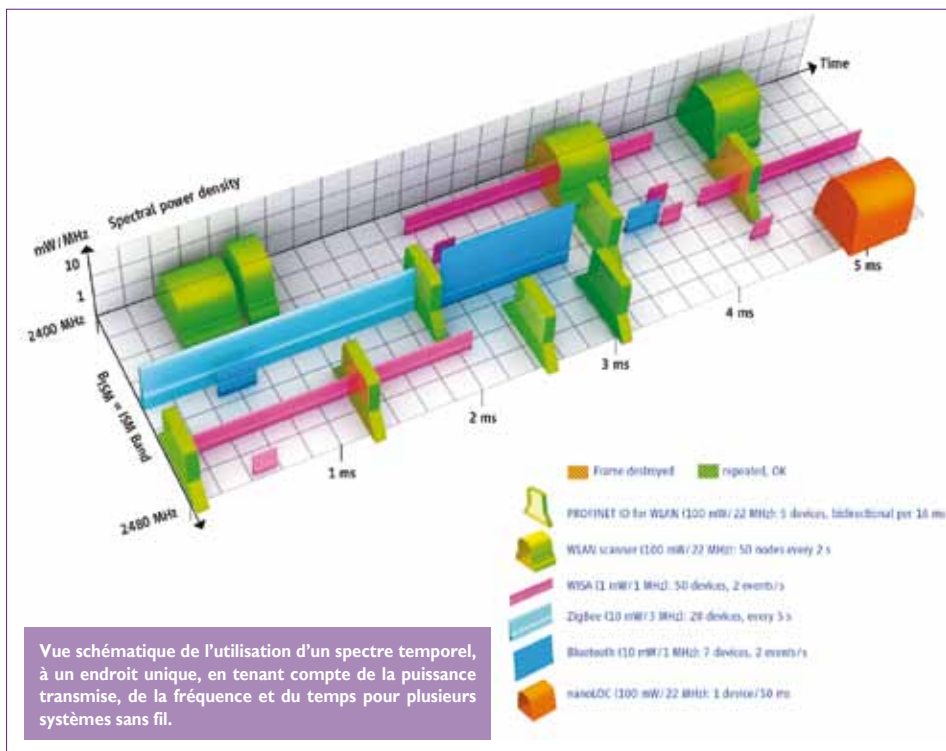 Time
Spectral power density
mW/MHz
10
1
2400 MHz
BISM = ISM Band
2480 MHz
1 ms
2 ms
3 ms
4 ms
5 ms
Frame destroyed
repeated, OK
PROFINET IO for WLAN (100 mW/22 MHz): 5 devices, bidirectional per 16 ms
WLAN scanner (100 mW/22 MHz): 50 nodes every 2 s
WISA (1 mW/1 MHz): 50 devices, 2 events/s
ZigBee (10 mW/3 MHz): 20 devices, every 5 s
Bluetooth (10 mW/1 MHz): 7 devices, 2 events/s
nanoLOC (100 mW/22 MHz): 1 device/50 ms
Vue schématique de l’utilisation d’un spectre temporel,
à un endroit unique, en tenant compte de la puissance
transmise, de la fréquence et du temps pour plusieurs
systèmes sans fil.